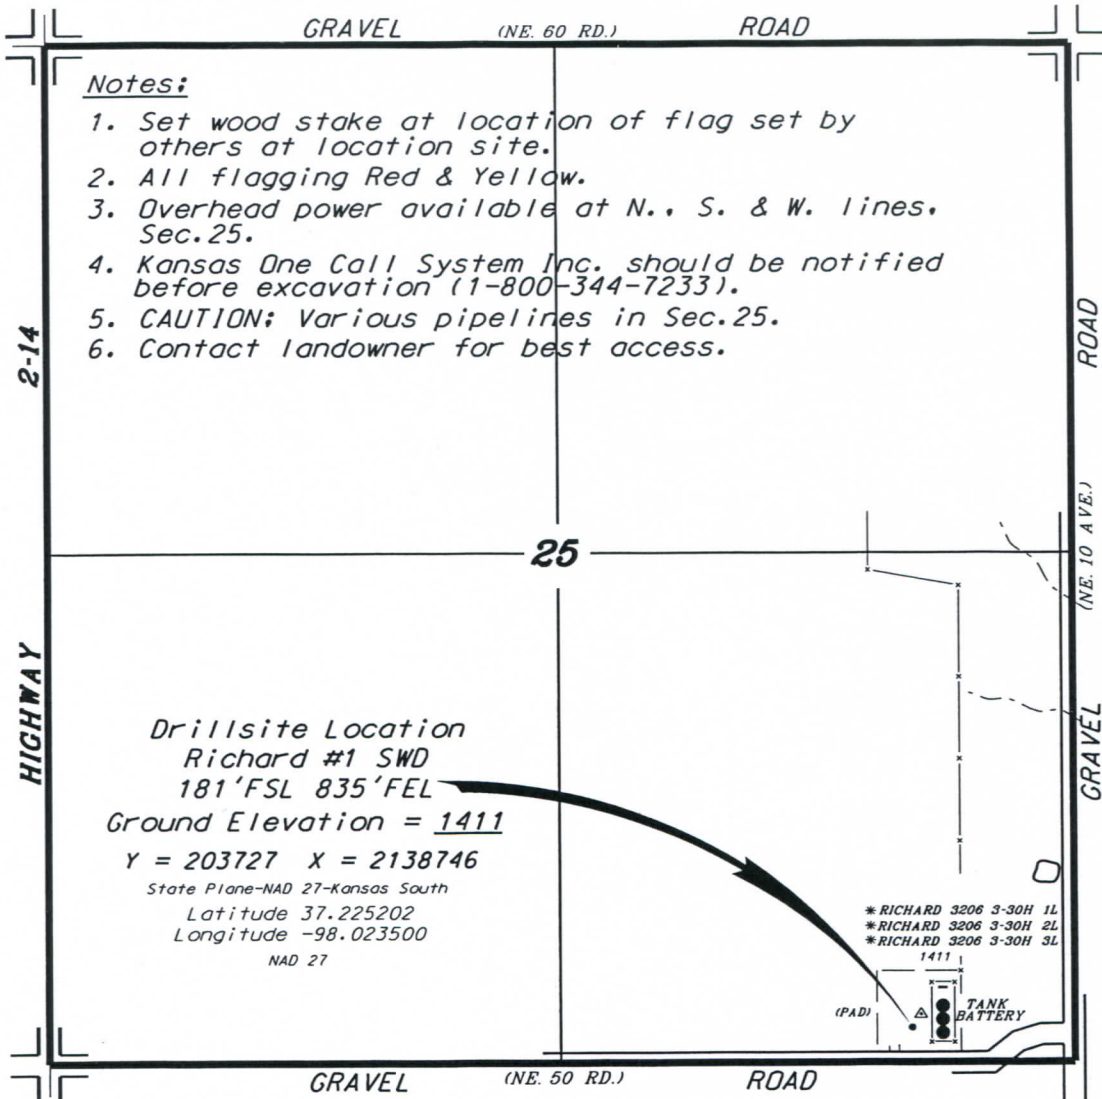 GRAVEL (NE. 60 RD.) ROAD
Notes:
1. Set wood stake at location of flag set by
others at location site.
2. All flagging Red & Yellow.
3. Overhead power available at N., S. & W. lines,
Sec.25.
4. Kansas One Call System Inc. should be notified
before excavation (1-800-344-7233).
5. CAUTION: Various pipelines in Sec.25.
6. Contact landowner for best access.
2-14
HIGHWAY
ROAD
(NE. 10 AVE.)
GRAVEL
25
Drillsite Location
Richard #1 SWD
181'FSL 835'FEL
Ground Elevation = 1411
Y = 203727 X = 2138746
State Plane-NAD 27-Kansas South
Latitude 37.225202
Longitude -98.023500
NAD 27
*RICHARD 3206 3-30H 1L
*RICHARD 3206 3-30H 2L
*RICHARD 3206 3-30H 3L
1411
(PAD)
TANK
BATTERY
GRAVEL (NE. 50 RD.) ROAD